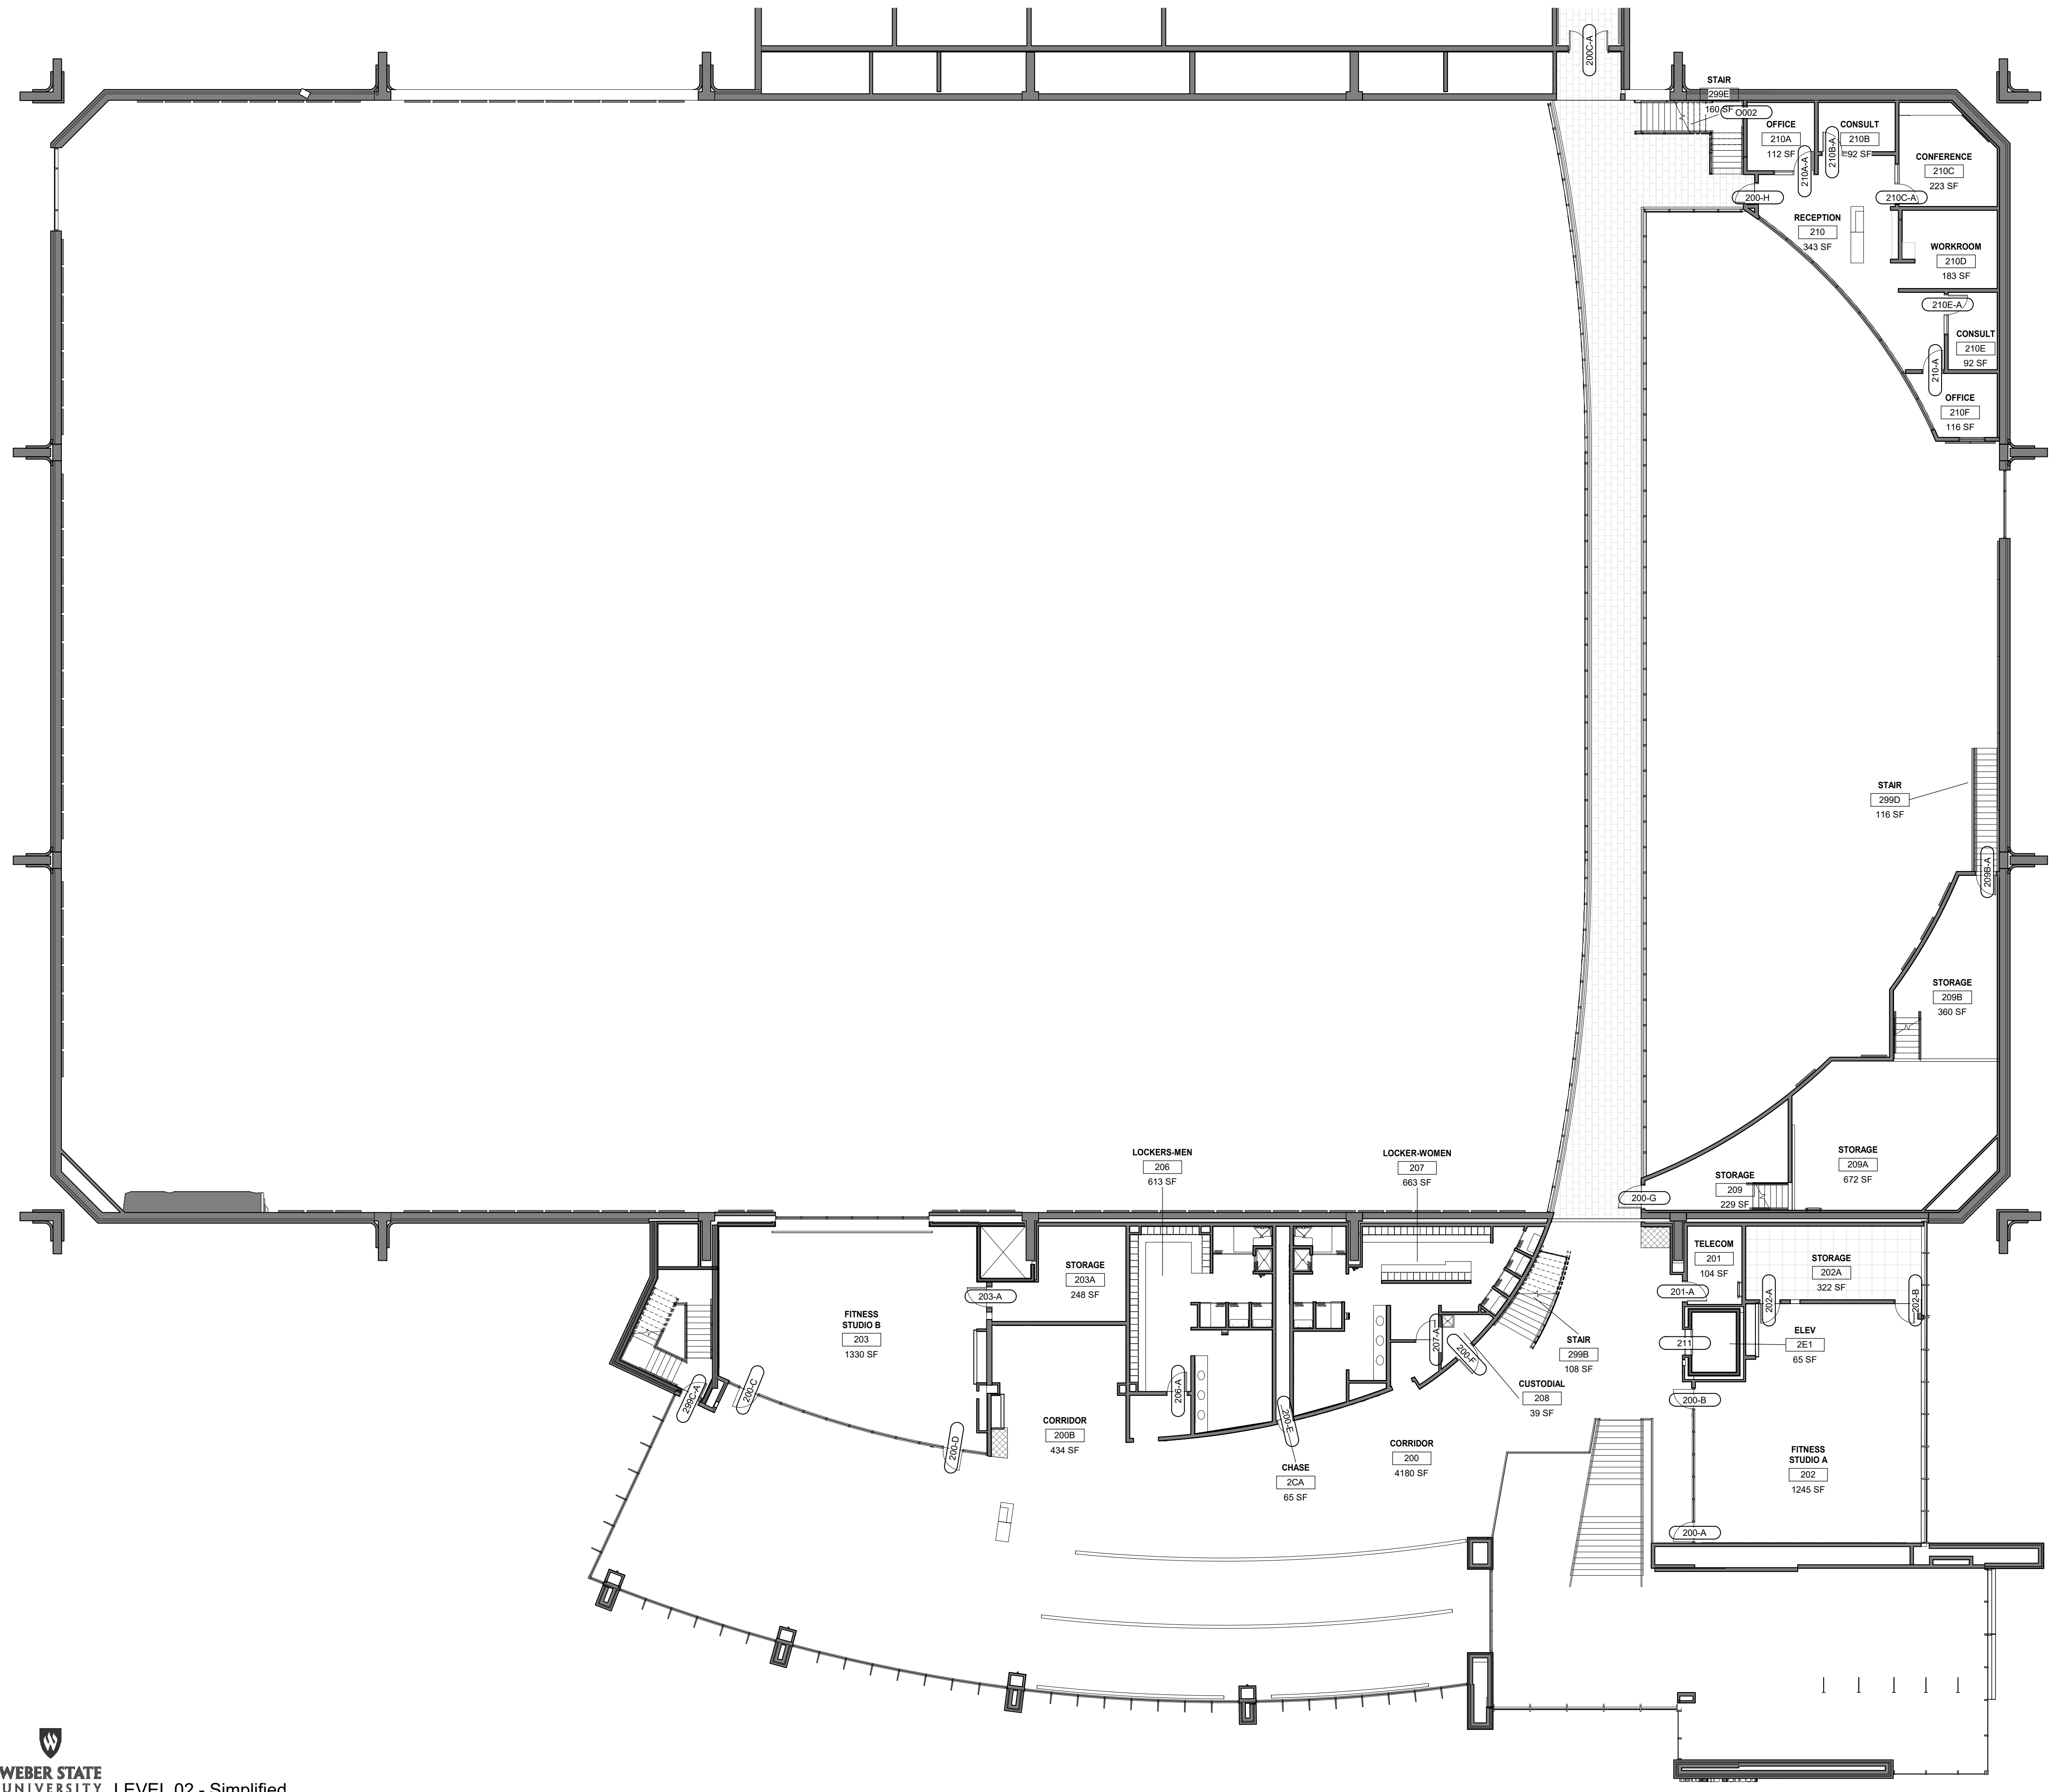 200C-A
STAIR
299E
160 SF
O002
OFFICE
210A
112 SF
210A-A
CONSULT
210B
92 SF
210B-A
CONFERENCE
210C
223 SF
200-H
210C-A
RECEPTION
210
343 SF
WORKROOM
210D
183 SF
210E-A
CONSULT
210E
92 SF
210-A
OFFICE
210F
116 SF
STAIR
299D
116 SF
209B-A
STORAGE
209B
360 SF
LOCKERS-MEN
206
613 SF
LOCKER-WOMEN
207
663 SF
STORAGE
209A
672 SF
STORAGE
209
229 SF
200-G
TELECOM
201
104 SF
STORAGE
202A
322 SF
STORAGE
203A
248 SF
203-A
201-A
202-A
202-B
FITNESS
STUDIO B
203
1330 SF
207-A
200-F
STAIR
299B
108 SF
211
ELEV
2E1
65 SF
299C-A
200-C
206-A
CUSTODIAL
208
39 SF
200-B
200-D
CORRIDOR
200B
434 SF
200-E
CORRIDOR
200
4180 SF
CHASE
2CA
65 SF
FITNESS
STUDIO A
202
1245 SF
200-A
WEBER STATE
UNIVERSITY
LEVEL 02 - Simplified